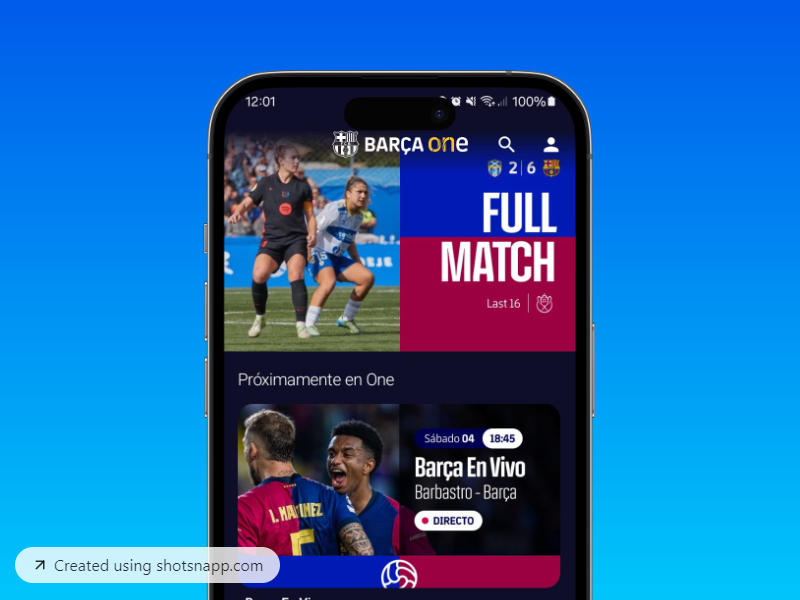 12:01
100%
BARÇA one
2 6
FULL
MATCH
Last 16
Próximamente en One
Sábado 04 18:45
Barça En Vivo
Barbastro - Barça
DIRECTO
I. MARTÍNEZ
5
Created using shotsnapp.com